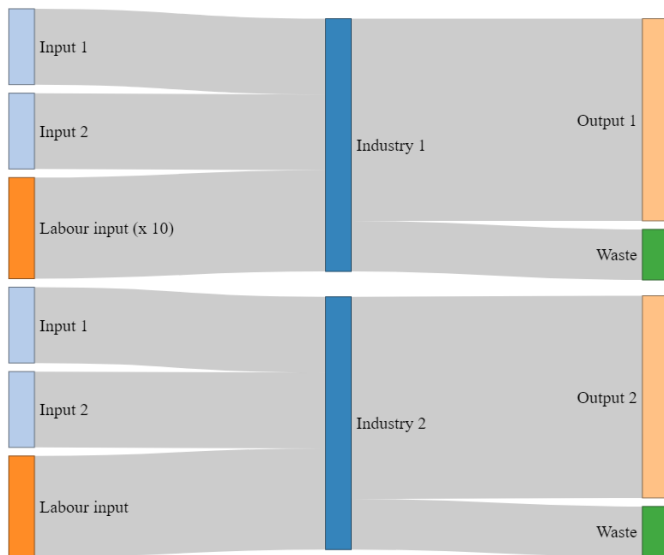 Input 1
Input 2
Labour input (x 10)
Industry 1
Output 1
Waste
Input 1
Input 2
Labour input
Industry 2
Output 2
Waste